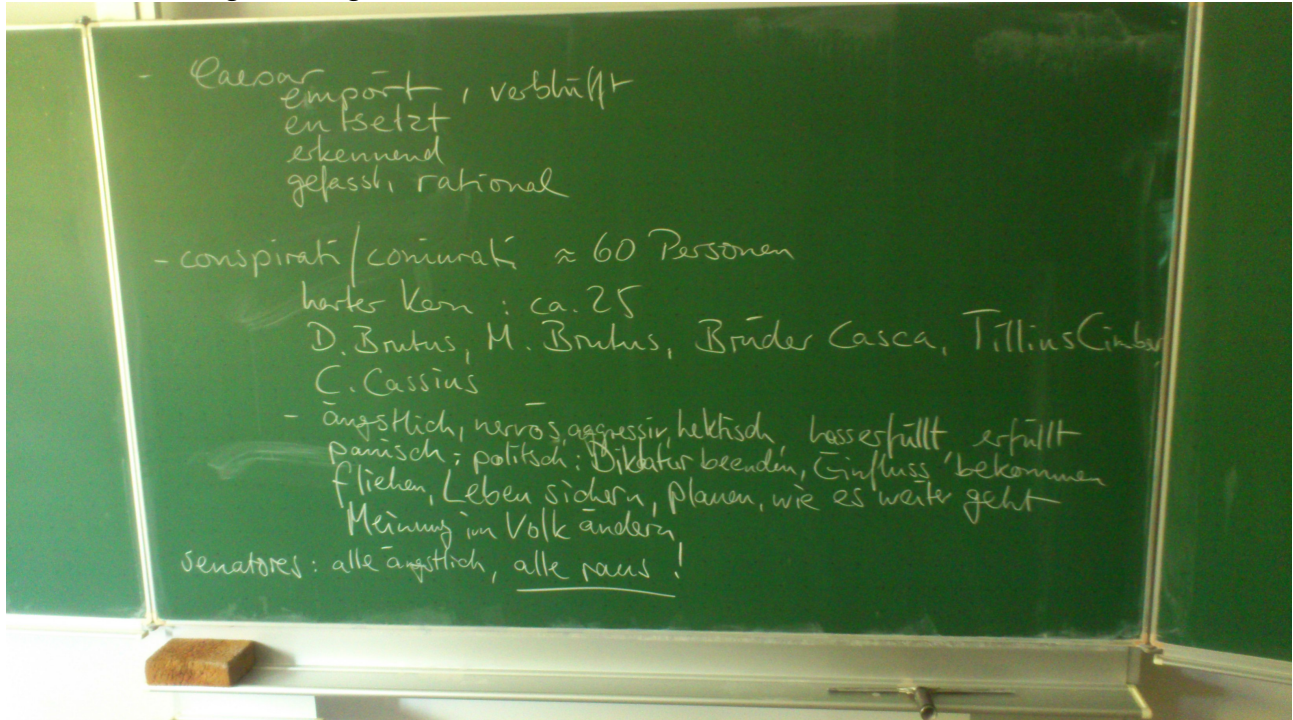 - Caesar
empört, verblüfft
entsetzt
erkennend
gefasst, rational
- conspirati/coniurati ≈ 60 Personen
harter Kern : ca. 25
D. Brutus, M. Brutus, Brüder Casca, Tillius Cimber,
C. Cassius
- ängstlich, nervös, aggressiv, hektisch, hasserfüllt, erfüllt
panisch; politsch: Diktatur beenden, Einfluss bekommen
fliehen, Leben sichern, planen, wie es weiter geht
Meinung im Volk ändern
senatores: alle ängstlich, alle raus!